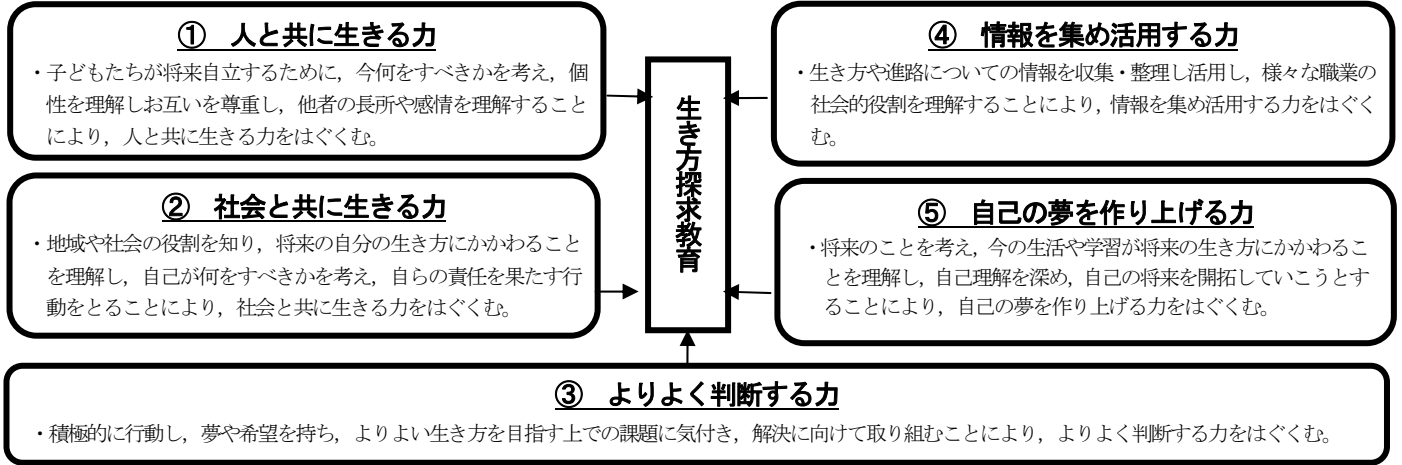 ① 人と共に生きる力
・子どもたちが将来自立するために，今何をすべきかを考え，個
性を理解しお互いを尊重し，他者の長所や感情を理解すること
により，人と共に生きる力をはぐくむ。
② 社会と共に生きる力
・地域や社会の役割を知り，将来の自分の生き方にかかわること
を理解し，自己が何をすべきかを考え，自らの責任を果たす行
動をとることにより，社会と共に生きる力をはぐくむ。
生き方探求教育
④ 情報を集め活用する力
・生き方や進路についての情報を収集・整理し活用し，様々な職業の
社会的役割を理解することにより，情報を集め活用する力をはぐく
む。
⑤ 自己の夢を作り上げる力
・将来のことを考え，今の生活や学習が将来の生き方にかかわるこ
とを理解し，自己理解を深め，自己の将来を開拓していこうとす
ることにより，自己の夢を作り上げる力をはぐくむ。
③ よりよく判断する力
・積極的に行動し，夢や希望を持ち，よりよい生き方を目指す上での課題に気付き，解決に向けて取り組むことにより，よりよく判断する力をはぐくむ。